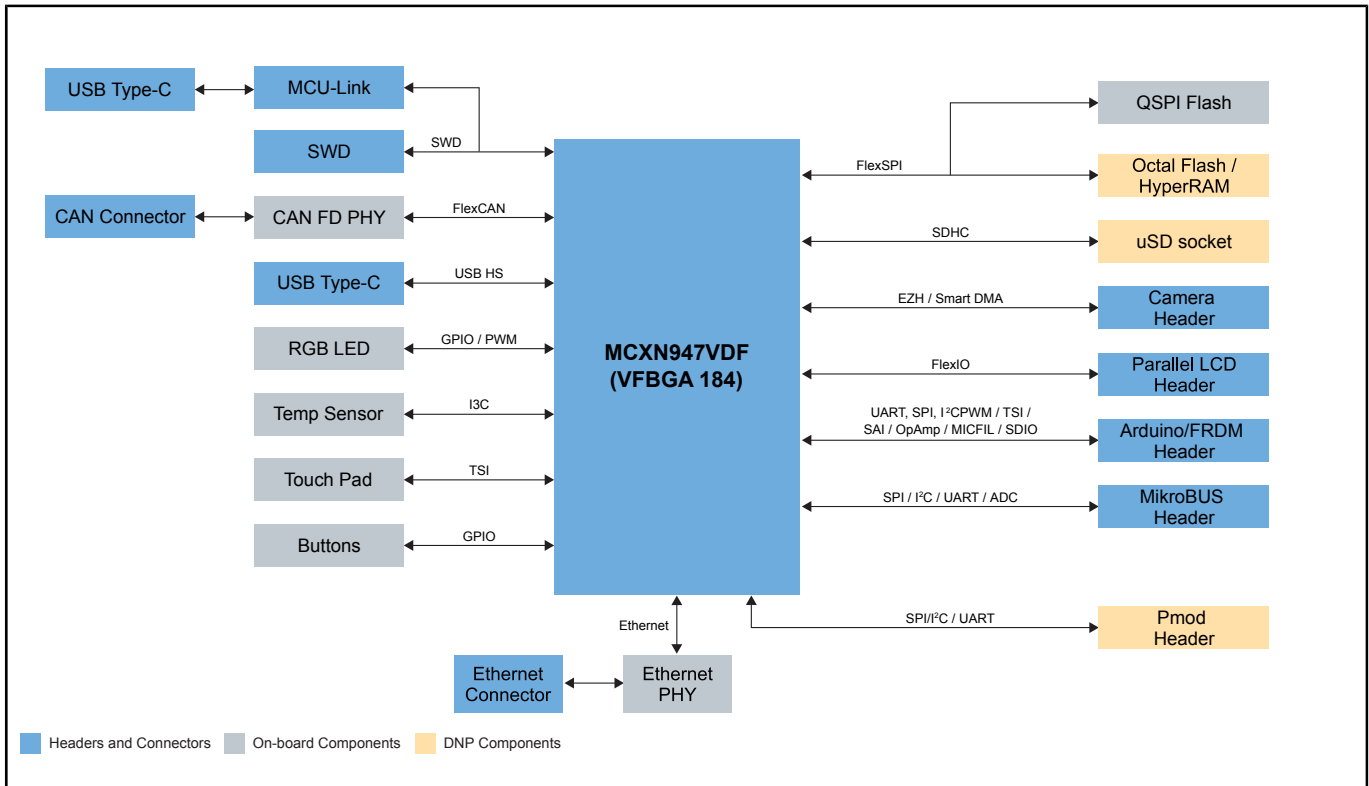 USB Type-C
MCU-Link
SWD
SWD
CAN Connector
CAN FD PHY
FlexCAN
USB Type-C
USB HS
RGB LED
GPIO / PWM
Temp Sensor
I3C
Touch Pad
TSI
Buttons
GPIO
MCXN947VDF
(VFBGA 184)
QSPI Flash
FlexSPI
Octal Flash /
HyperRAM
SDHC
uSD socket
EZH / Smart DMA
Camera
Header
FlexIO
Parallel LCD
Header
UART, SPI, I²CPWM / TSI /
SAI / OpAmp / MICFIL / SDIO
Arduino/FRDM
Header
SPI / I²C / UART / ADC
MikroBUS
Header
SPI/I²C / UART
Pmod
Header
Ethernet
Ethernet
Connector
Ethernet
PHY
Headers and Connectors
On-board Components
DNP Components